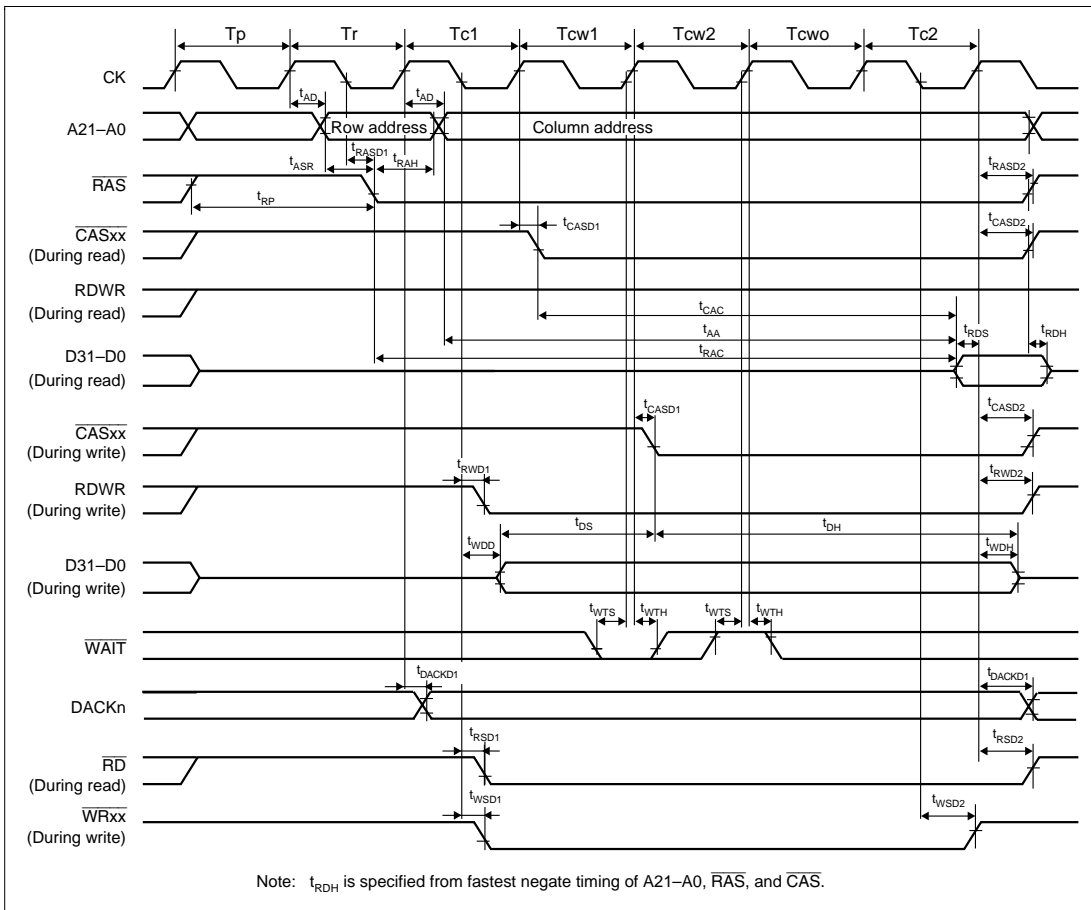 Tp Tr Tc1 Tcw1 Tcw2 Tcwo Tc2
CK
tAD tAD
A21–A0 Row address Column address
tRASD1
tASR tRAH tRASD2
RAS
tRP
CASxx tCASD1 tCASD2
(During read)
RDWR
(During read) tCAC
tAA
tRDS tRDH
D31–D0 tRAC
(During read)
tCASD1 tCASD2
CASxx
(During write)
tRWD1 tRWD2
RDWR
(During write)
tDS tDH
tWDD tWDH
D31–D0
(During write)
tWTS tWTH tWTS tWTH
WAIT
tDACKD1 tDACKD1
DACKn
tRSD1 tRSD2
RD
(During read)
tWSD1 tWSD2
WRxx
(During write)
Note: tRDH is specified from fastest negate timing of A21–A0, RAS, and CAS.